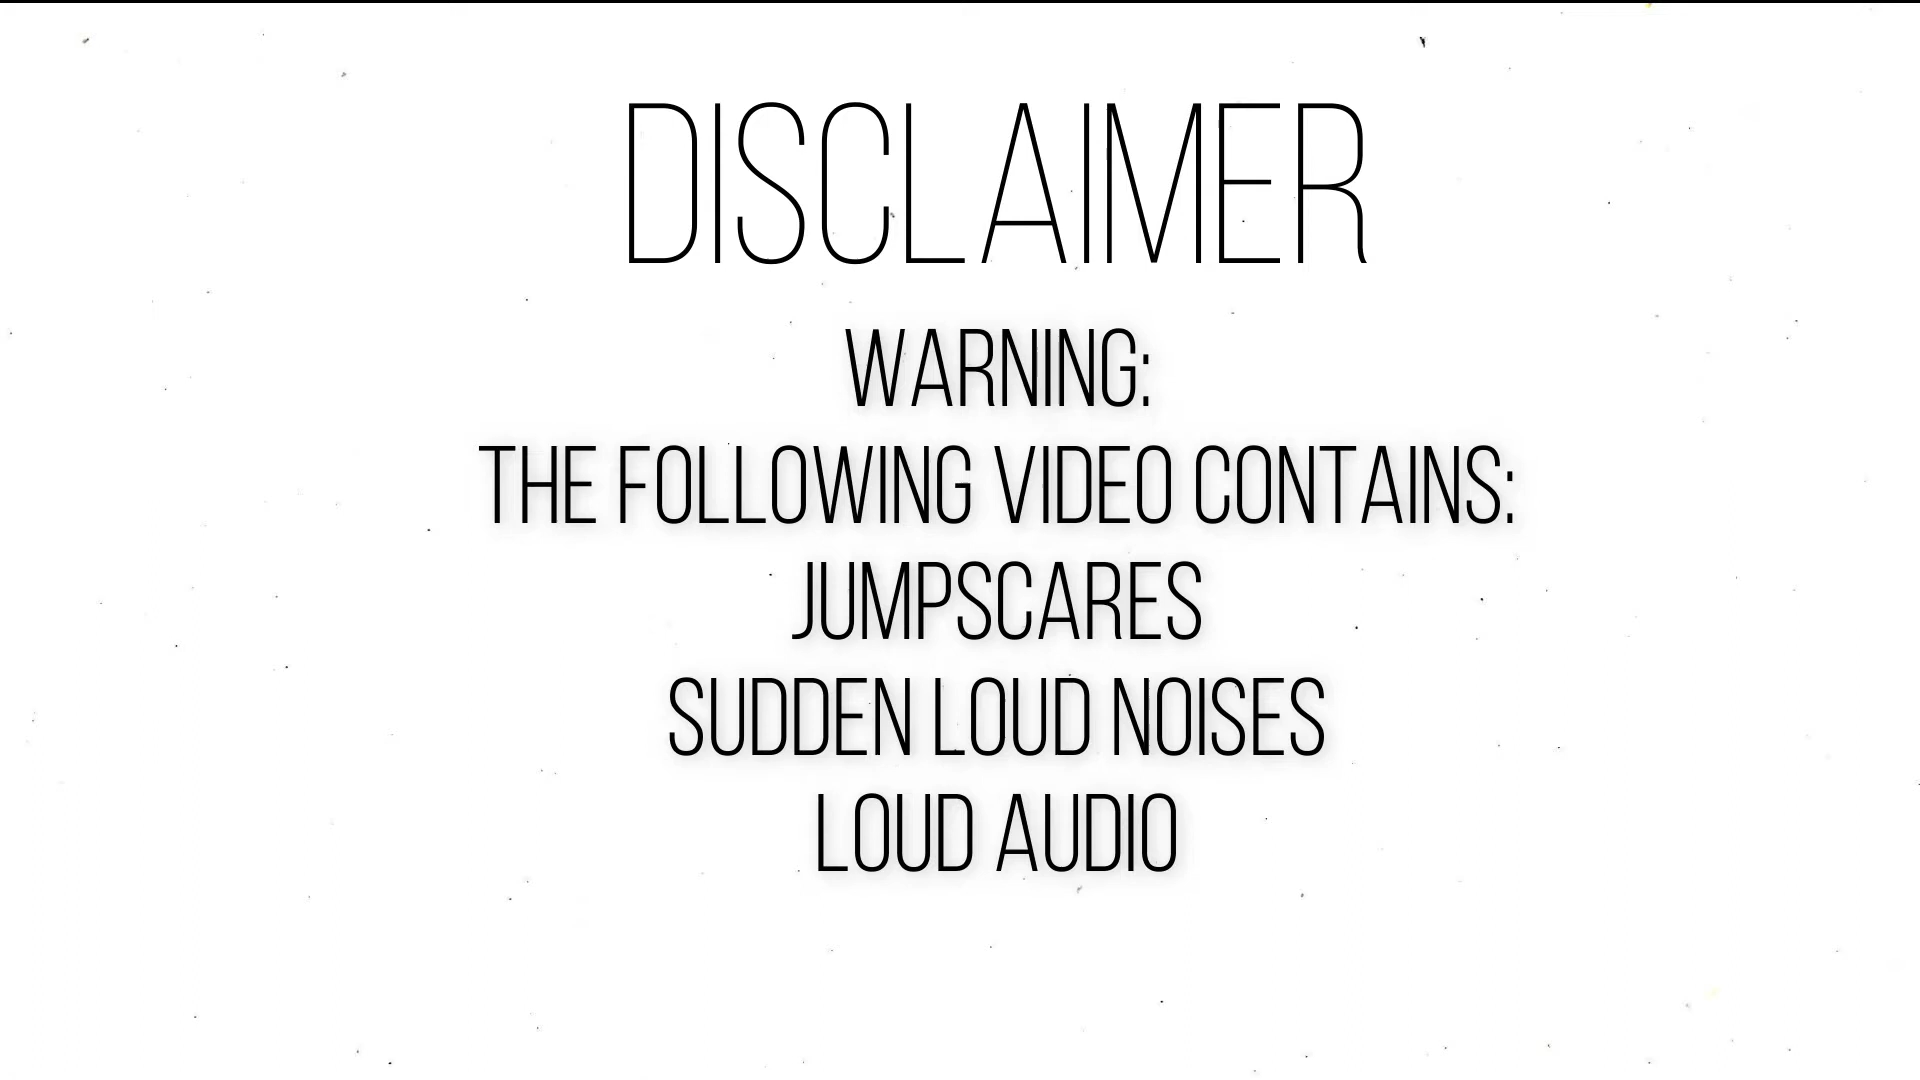 DISCLAIMER
WARNING:
THE FOLLOWING VIDEO CONTAINS:
JUMPSCARES
SUDDEN LOUD NOISES
LOUD AUDIO